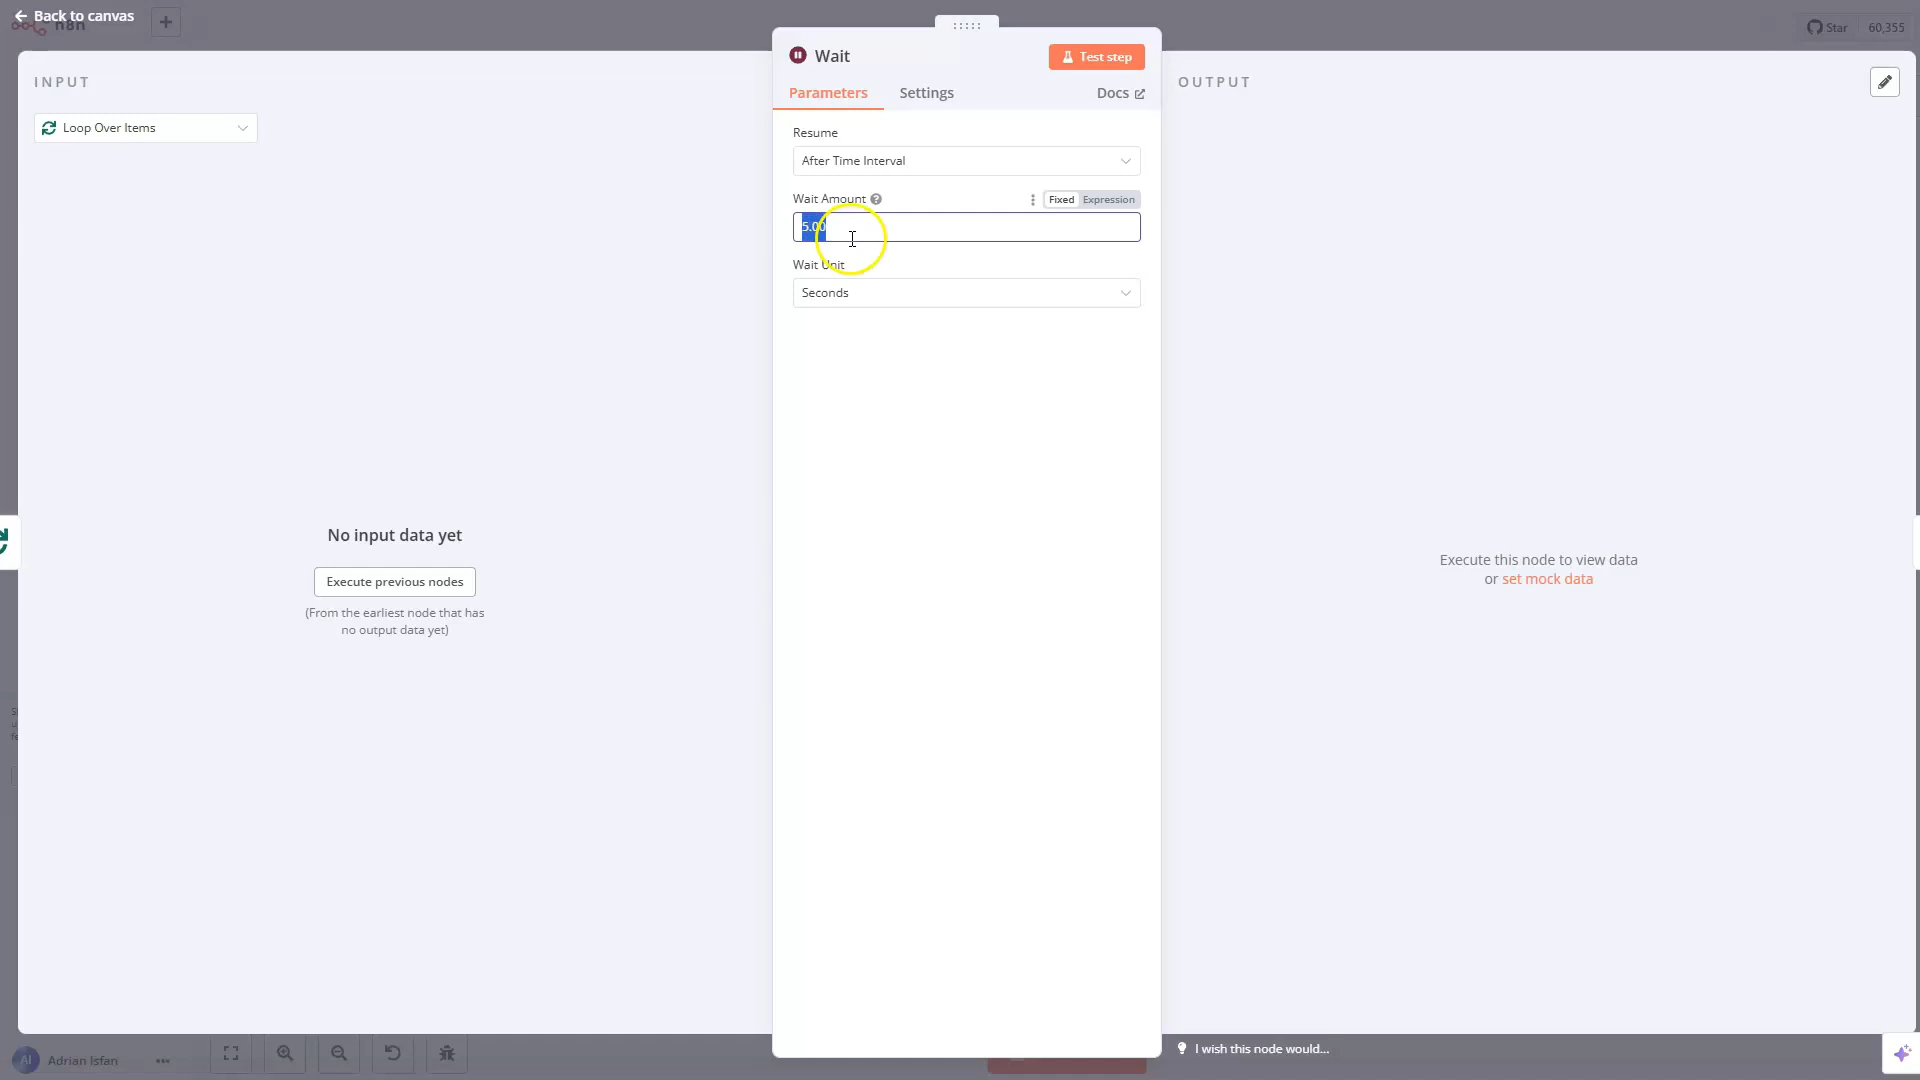 Back to canvas
n8n
Star
60,355
INPUT
Loop Over Items
No input data yet
Execute previous nodes
(From the earliest node that has
no output data yet)
Wait
Test step
Parameters
Settings
Docs
Resume
After Time Interval
Wait Amount
Fixed
Expression
5.00
Wait Unit
Seconds
OUTPUT
Execute this node to view data
or set mock data
I wish this node would...
AI
Adrian Isfan